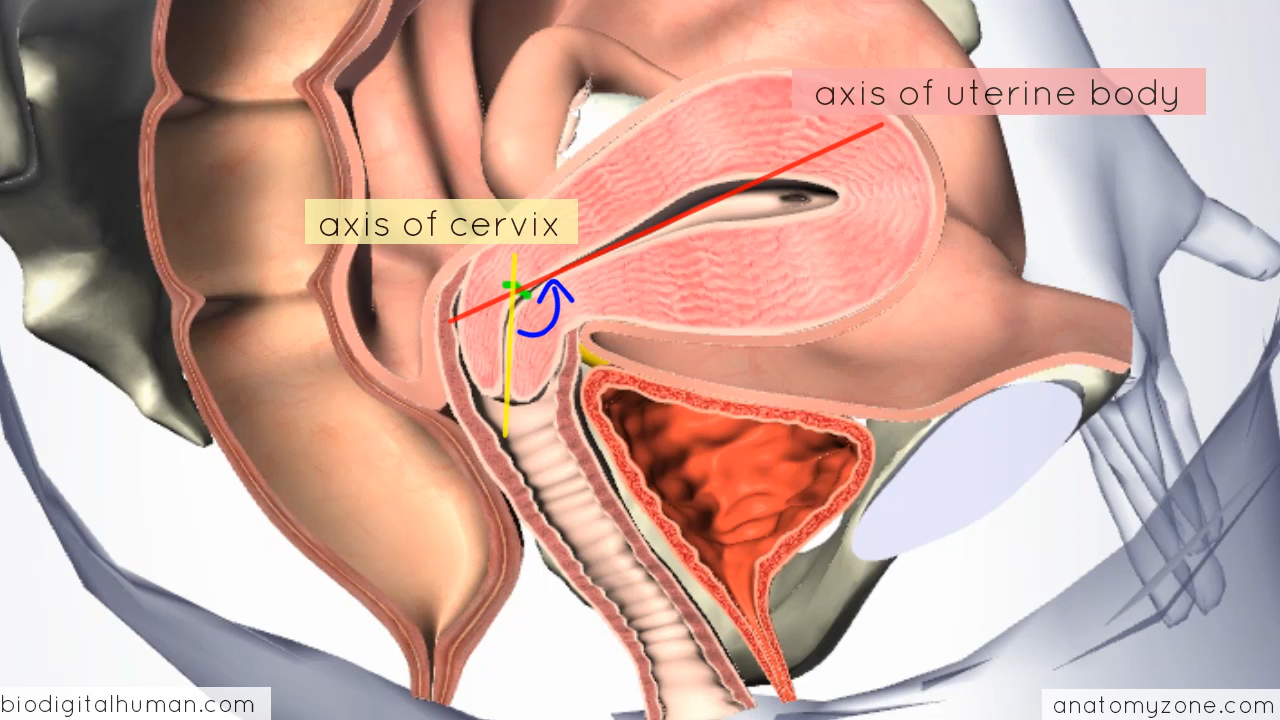 axis of uterine body
axis of cervix
biodigitalhuman.com
anatomyzone.com